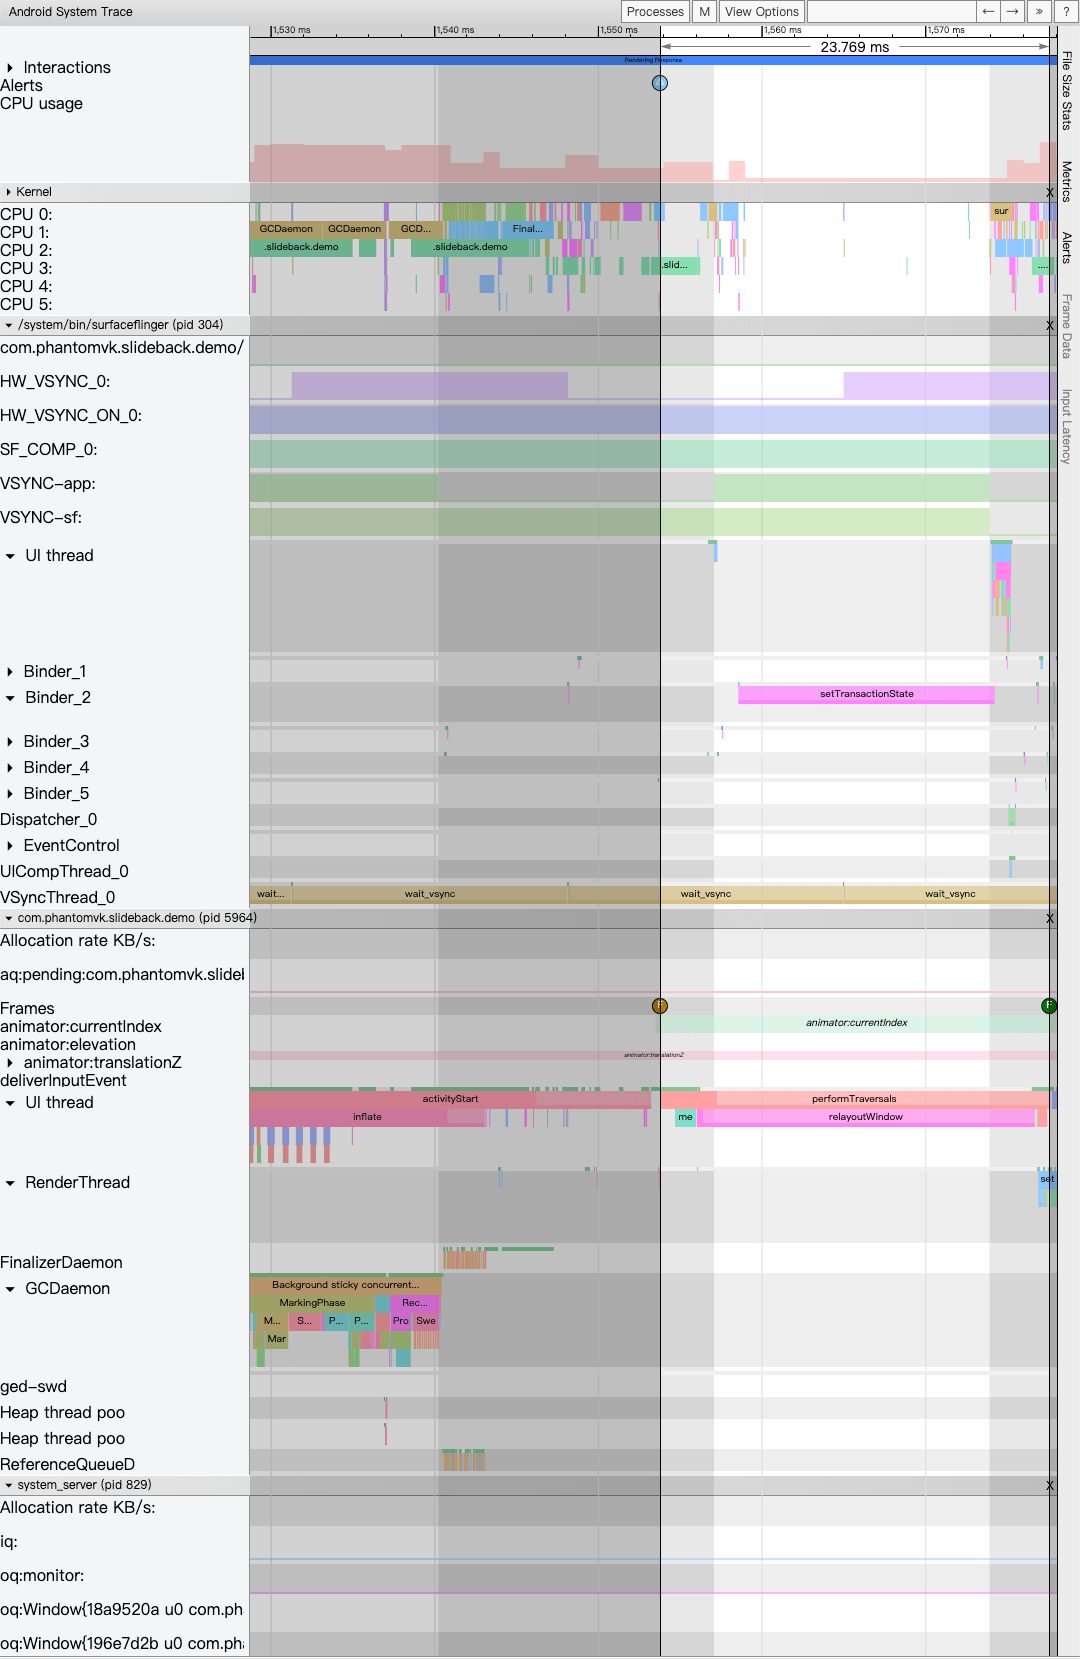 Android System Trace
Processes M View Options ← → » ?
1,530 ms 1,540 ms 1,550 ms 1,560 ms 1,570 ms
23.769 ms
Interactions
Rendering Response
Alerts
CPU usage
Kernel X
CPU 0:
sur
CPU 1:
GCDaemon GCDaemon GCD... Final...
CPU 2:
.slideback.demo .slideback.demo
CPU 3:
.slid... ....
CPU 4:
CPU 5:
/system/bin/surfaceflinger (pid 304) X
com.phantomvk.slideback.demo/
HW_VSYNC_0:
HW_VSYNC_ON_0:
SF_COMP_0:
VSYNC-app:
VSYNC-sf:
UI thread
Binder_1
Binder_2
setTransactionState
Binder_3
Binder_4
Binder_5
Dispatcher_0
EventControl
UICompThread_0
VSyncThread_0
wait... wait_vsync wait_vsync wait_vsync
com.phantomvk.slideback.demo (pid 5964) X
Allocation rate KB/s:
aq:pending:com.phantomvk.slidel
Frames
F F
animator:currentIndex
animator:currentIndex
animator:elevation
animator:translationZ
animator:translationZ
deliverInputEvent
UI thread
activityStart performTraversals
inflate me relayoutWindow
RenderThread
set
FinalizerDaemon
GCDaemon
Background sticky concurrent...
MarkingPhase Rec...
M... S... P... P... Pro Swe
Mar
ged-swd
Heap thread poo
Heap thread poo
ReferenceQueueD
system_server (pid 829) X
Allocation rate KB/s:
iq:
oq:monitor:
oq:Window{18a9520a u0 com.ph
oq:Window{196e7d2b u0 com.pha
File Size Stats
Metrics
Alerts
Frame Data
Input Latency